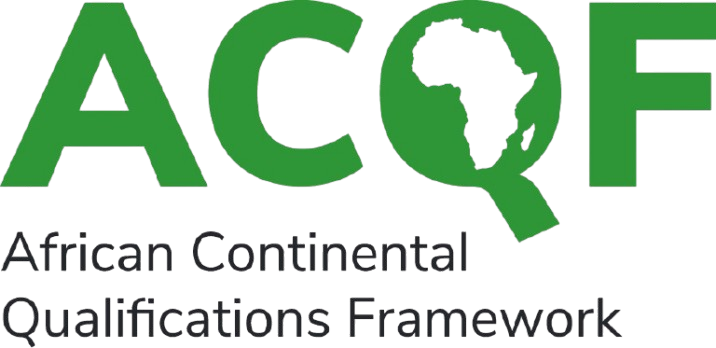 ACQF
African Continental
Qualifications Framework